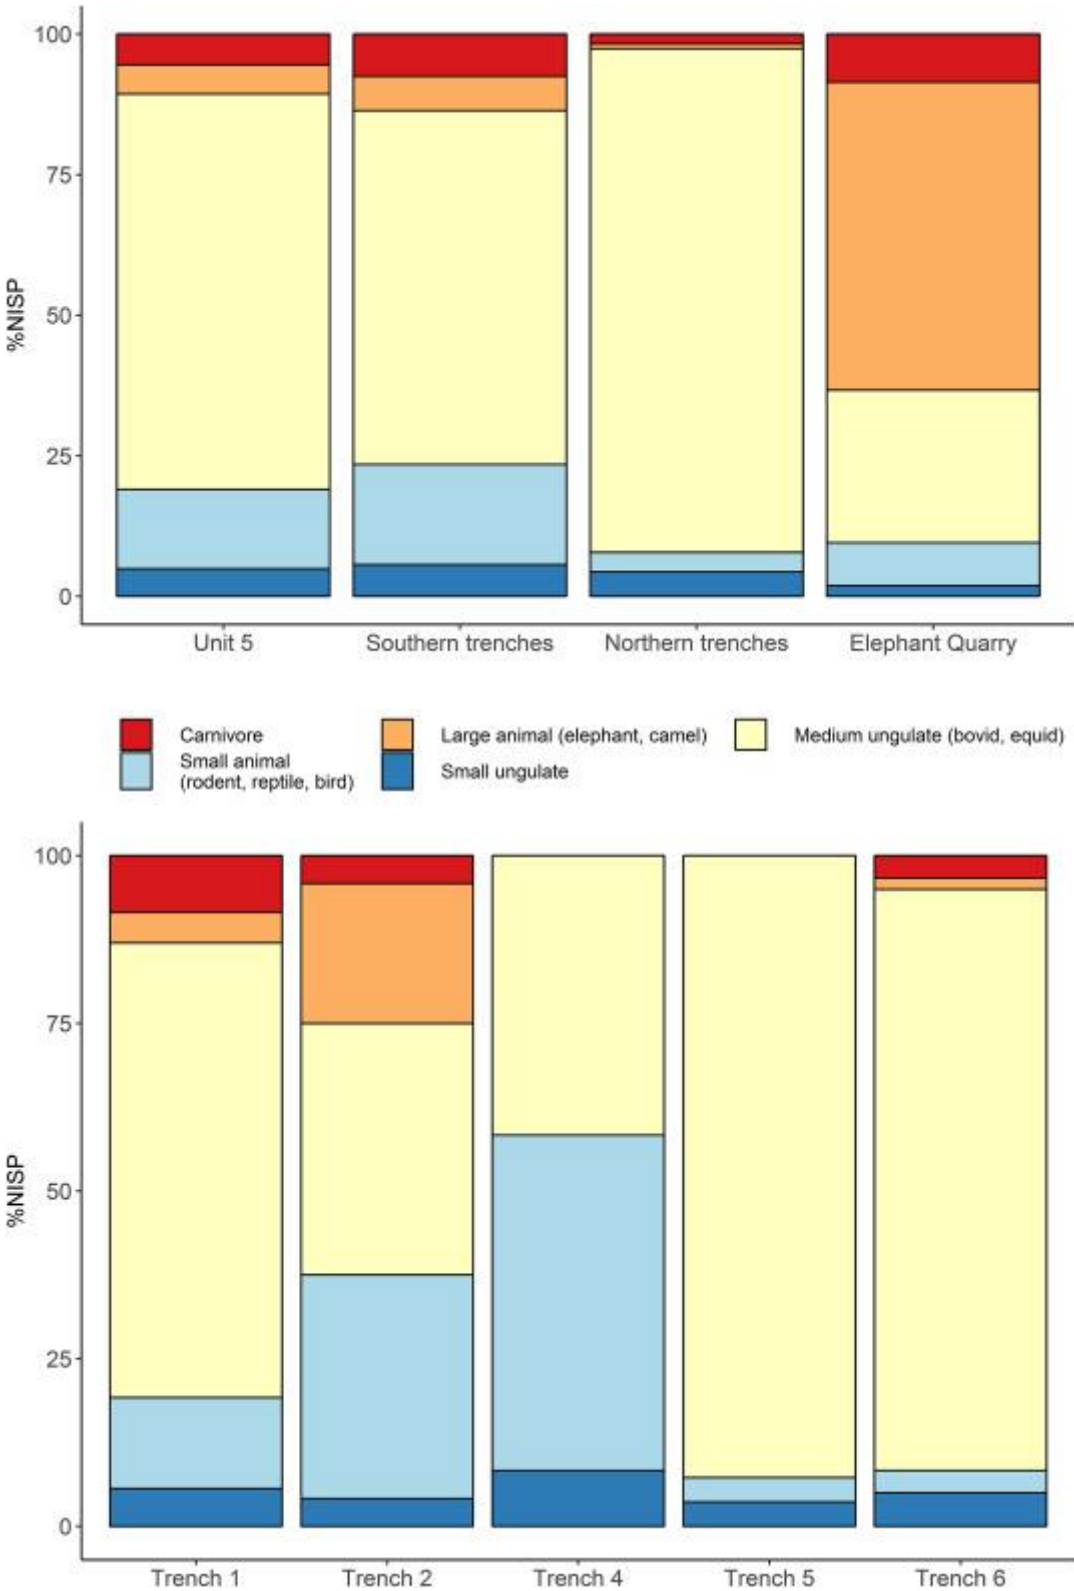 100
75
50
25
0
%NISP
Unit 5 Southern trenches Northern trenches Elephant Quarry
Carnivore Large animal (elephant, camel) Medium ungulate (bovid, equid)
Small animal
(rodent, reptile, bird) Small ungulate
100
75
50
25
0
%NISP
Trench 1 Trench 2 Trench 4 Trench 5 Trench 6